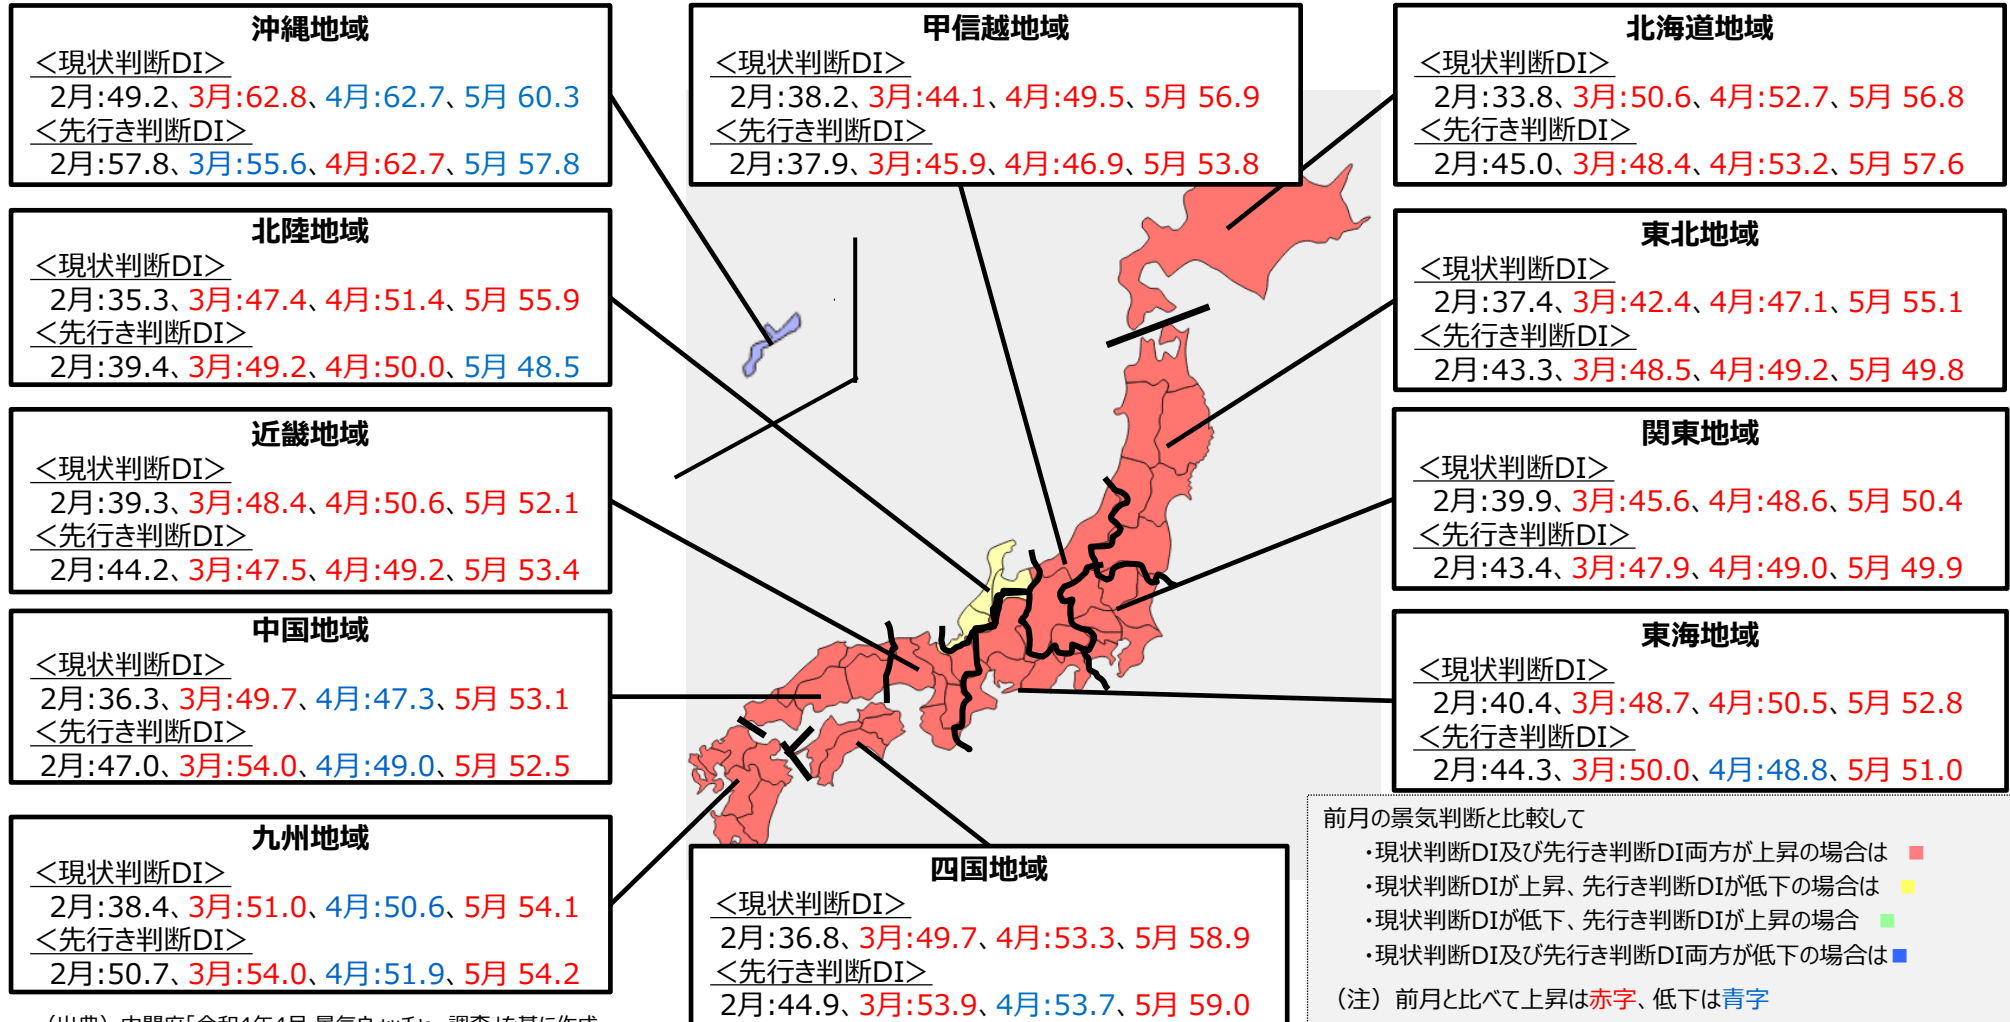 沖縄地域
＜現状判断DI＞
2月:49.2、3月:62.8、4月:62.7、5月 60.3
＜先行き判断DI＞
2月:57.8、3月:55.6、4月:62.7、5月 57.8
甲信越地域
＜現状判断DI＞
2月:38.2、3月:44.1、4月:49.5、5月 56.9
＜先行き判断DI＞
2月:37.9、3月:45.9、4月:46.9、5月 53.8
北海道地域
＜現状判断DI＞
2月:33.8、3月:50.6、4月:52.7、5月 56.8
＜先行き判断DI＞
2月:45.0、3月:48.4、4月:53.2、5月 57.6
北陸地域
＜現状判断DI＞
2月:35.3、3月:47.4、4月:51.4、5月 55.9
＜先行き判断DI＞
2月:39.4、3月:49.2、4月:50.0、5月 48.5
東北地域
＜現状判断DI＞
2月:37.4、3月:42.4、4月:47.1、5月 55.1
＜先行き判断DI＞
2月:43.3、3月:48.5、4月:49.2、5月 49.8
近畿地域
＜現状判断DI＞
2月:39.3、3月:48.4、4月:50.6、5月 52.1
＜先行き判断DI＞
2月:44.2、3月:47.5、4月:49.2、5月 53.4
関東地域
＜現状判断DI＞
2月:39.9、3月:45.6、4月:48.6、5月 50.4
＜先行き判断DI＞
2月:43.4、3月:47.9、4月:49.0、5月 49.9
中国地域
＜現状判断DI＞
2月:36.3、3月:49.7、4月:47.3、5月 53.1
＜先行き判断DI＞
2月:47.0、3月:54.0、4月:49.0、5月 52.5
東海地域
＜現状判断DI＞
2月:40.4、3月:48.7、4月:50.5、5月 52.8
＜先行き判断DI＞
2月:44.3、3月:50.0、4月:48.8、5月 51.0
九州地域
＜現状判断DI＞
2月:38.4、3月:51.0、4月:50.6、5月 54.1
＜先行き判断DI＞
2月:50.7、3月:54.0、4月:51.9、5月 54.2
四国地域
＜現状判断DI＞
2月:36.8、3月:49.7、4月:53.3、5月 58.9
＜先行き判断DI＞
2月:44.9、3月:53.9、4月:53.7、5月 59.0
前月の景気判断と比較して
・現状判断DI及び先行き判断DI両方が上昇の場合は
・現状判断DIが上昇、先行き判断DIが低下の場合は
・現状判断DIが低下、先行き判断DIが上昇の場合
・現状判断DI及び先行き判断DI両方が低下の場合は
（注）前月と比べて上昇は赤字、低下は青字
（出典）内閣府「令和4年4月 景気ウォッチャー調査」を基に作成